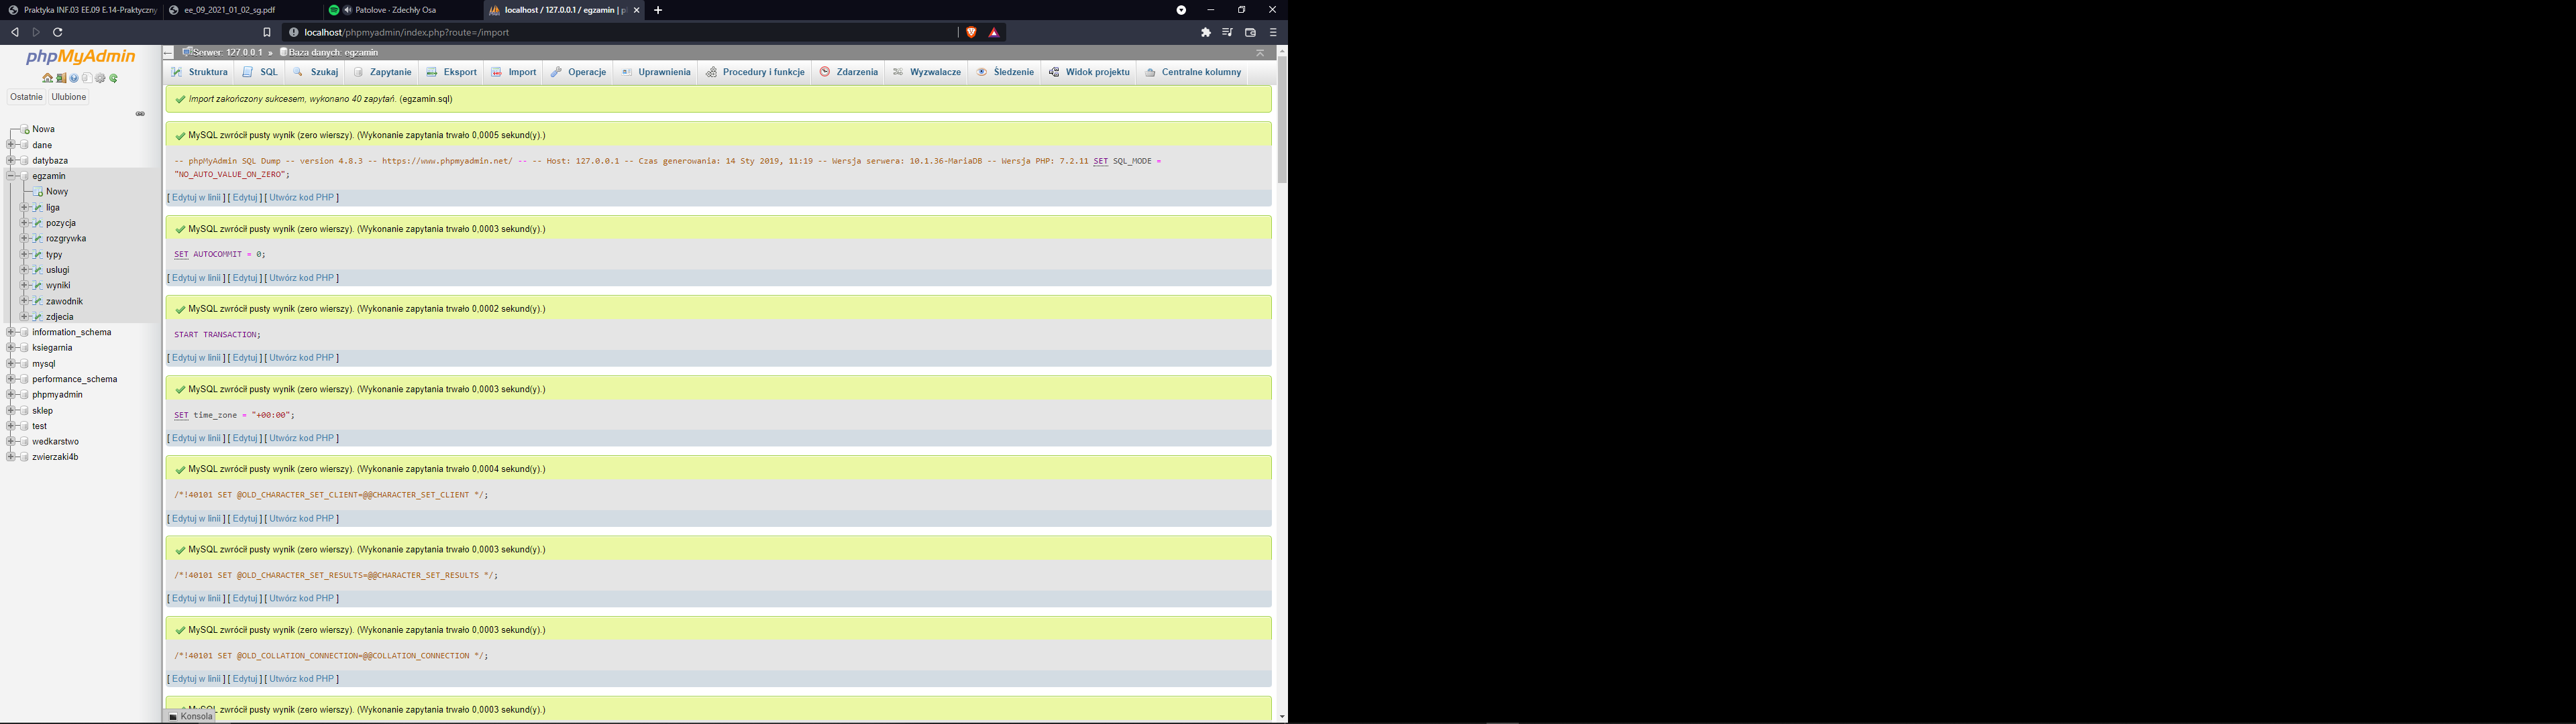 Praktyka INF.03 EE.09 E.14-Praktyczny
ee_09_2021_01_02_sg.pdf
Patolove - Zdechły Osa
localhost / 127.0.0.1 / egzamin | p
localhost/phpmyadmin/index.php?route=/import
phpMyAdmin
Ostatnie
Ulubione
Nowa
dane
datybaza
egzamin
Nowy
liga
pozycja
rozgrywka
typy
uslugi
wyniki
zawodnik
zdjecia
information_schema
ksiegarnia
mysql
performance_schema
phpmyadmin
sklep
test
wedkarstwo
zwierzaki4b
Serwer: 127.0.0.1 » Baza danych: egzamin
Struktura SQL Szukaj Zapytanie Eksport Import Operacje Uprawnienia Procedury i funkcje Zdarzenia Wyzwalacze Śledzenie Widok projektu Centralne kolumny
Import zakończony sukcesem, wykonano 40 zapytań. (egzamin.sql)
MySQL zwrócił pusty wynik (zero wierszy). (Wykonanie zapytania trwało 0,0005 sekund(y).)
-- phpMyAdmin SQL Dump -- version 4.8.3 -- https://www.phpmyadmin.net/ -- -- Host: 127.0.0.1 -- Czas generowania: 14 Sty 2019, 11:19 -- Wersja serwera: 10.1.36-MariaDB -- Wersja PHP: 7.2.11 SET SQL_MODE =
"NO_AUTO_VALUE_ON_ZERO";
[ Edytuj w linii ] [ Edytuj ] [ Utwórz kod PHP ]
MySQL zwrócił pusty wynik (zero wierszy). (Wykonanie zapytania trwało 0,0003 sekund(y).)
SET AUTOCOMMIT = 0;
[ Edytuj w linii ] [ Edytuj ] [ Utwórz kod PHP ]
MySQL zwrócił pusty wynik (zero wierszy). (Wykonanie zapytania trwało 0,0002 sekund(y).)
START TRANSACTION;
[ Edytuj w linii ] [ Edytuj ] [ Utwórz kod PHP ]
MySQL zwrócił pusty wynik (zero wierszy). (Wykonanie zapytania trwało 0,0003 sekund(y).)
SET time_zone = "+00:00";
[ Edytuj w linii ] [ Edytuj ] [ Utwórz kod PHP ]
MySQL zwrócił pusty wynik (zero wierszy). (Wykonanie zapytania trwało 0,0004 sekund(y).)
/*!40101 SET @OLD_CHARACTER_SET_CLIENT=@@CHARACTER_SET_CLIENT */;
[ Edytuj w linii ] [ Edytuj ] [ Utwórz kod PHP ]
MySQL zwrócił pusty wynik (zero wierszy). (Wykonanie zapytania trwało 0,0003 sekund(y).)
/*!40101 SET @OLD_CHARACTER_SET_RESULTS=@@CHARACTER_SET_RESULTS */;
[ Edytuj w linii ] [ Edytuj ] [ Utwórz kod PHP ]
MySQL zwrócił pusty wynik (zero wierszy). (Wykonanie zapytania trwało 0,0003 sekund(y).)
/*!40101 SET @OLD_COLLATION_CONNECTION=@@COLLATION_CONNECTION */;
[ Edytuj w linii ] [ Edytuj ] [ Utwórz kod PHP ]
MySQL zwrócił pusty wynik (zero wierszy). (Wykonanie zapytania trwało 0,0003 sekund(y).)
Konsola